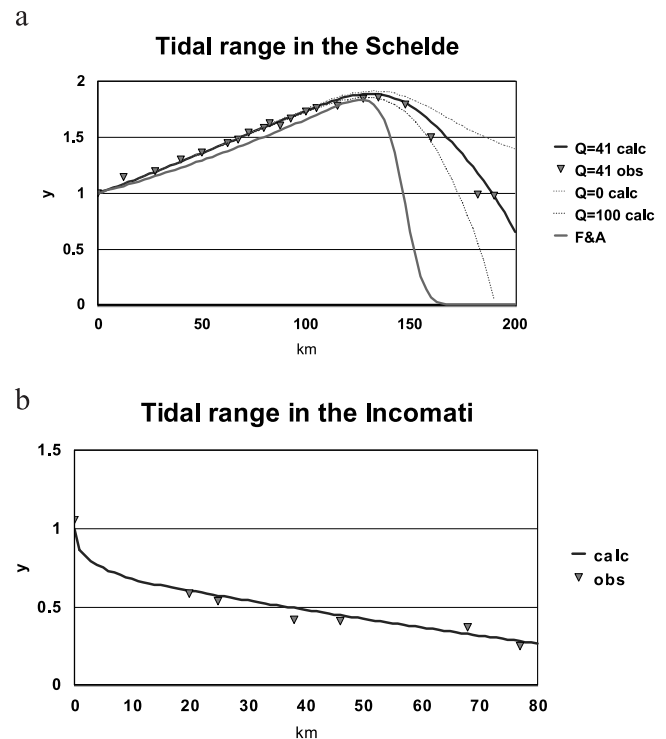 a
Tidal range in the Schelde
2
1.5
1
0.5
0
y
0
50
100
150
200
km
Q=41 calc
Q=41 obs
Q=0 calc
Q=100 calc
F&A
b
Tidal range in the Incomati
1.5
1
0.5
0
y
0
10
20
30
40
50
60
70
80
km
calc
obs